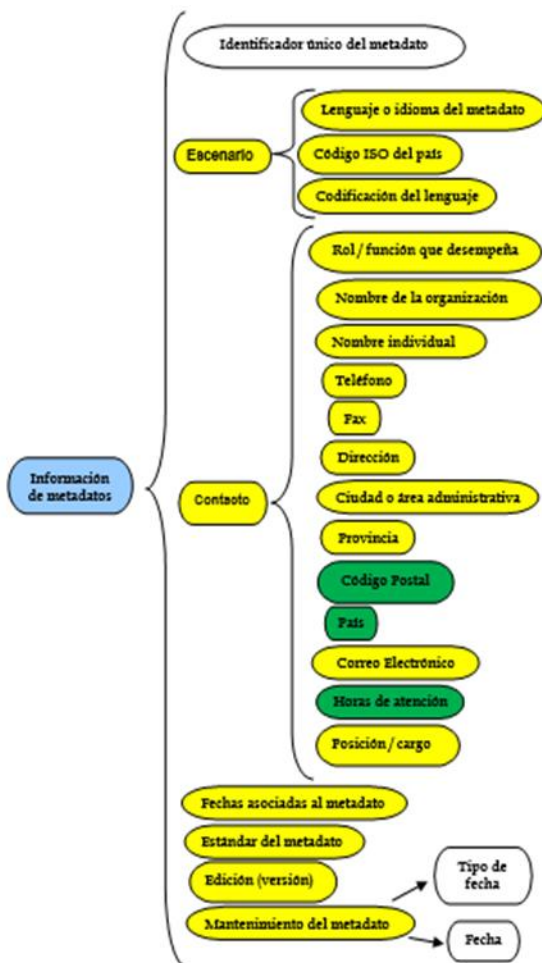 Identificador único del metadato
Escenario
Lenguaje o idioma del metadato
Código ISO del país
Codificación del lenguaje
Información
de metadatos
Contacto
Rol / función que desempeña
Nombre de la organización
Nombre individual
Teléfono
Fax
Dirección
Ciudad o área administrativa
Provincia
Código Postal
País
Correo Electrónico
Horas de atención
Posición / cargo
Fechas asociadas al metadato
Estándar del metadato
Edición (versión)
Mantenimiento del metadato
Tipo de
fecha
Fecha